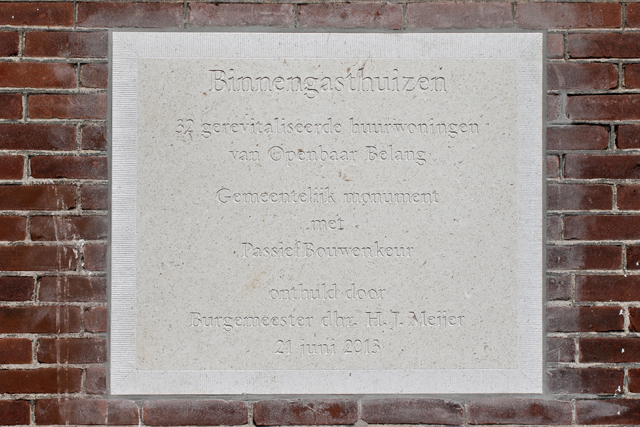 Binnengasthuizen
32 gerevitaliseerde huurwoningen
van Openbaar Belang
Gemeentelijk monument
met
PassiefBouwenkeur
onthuld door
Burgemeester dhr. H.J. Meijer
21 juni 2013